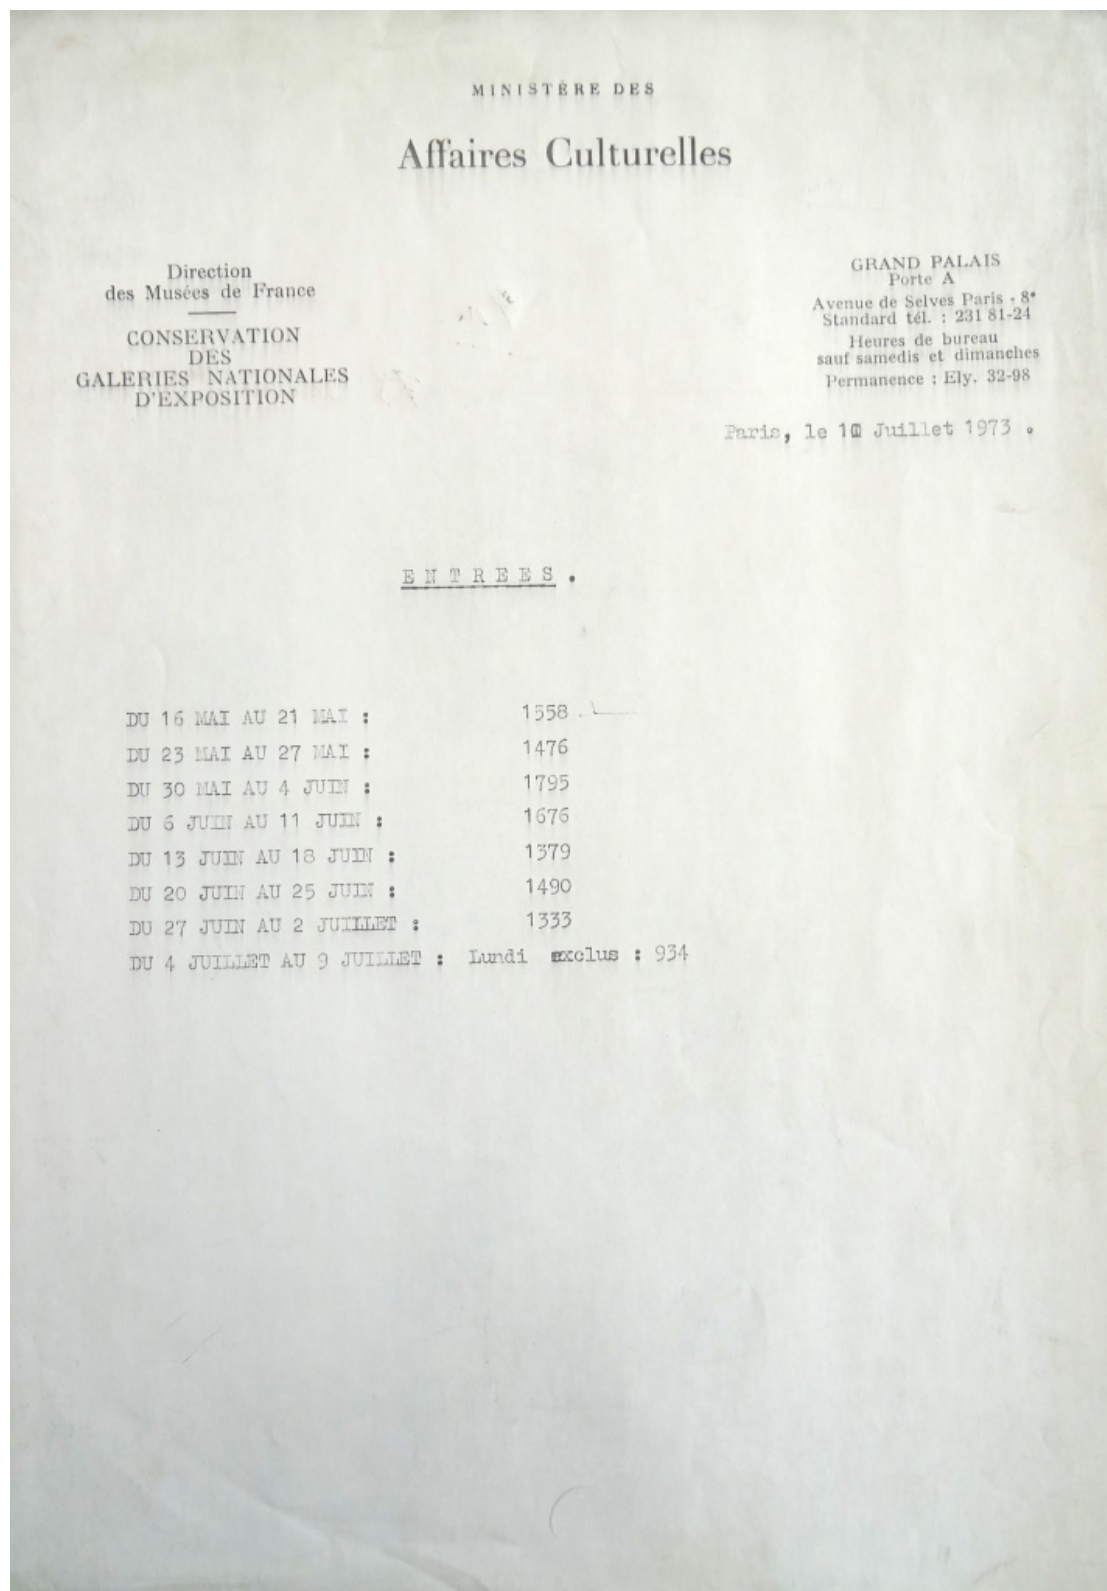 MINISTÈRE DES
Affaires Culturelles
Direction
des Musées de France
CONSERVATION
DES
GALERIES NATIONALES
D'EXPOSITION
GRAND PALAIS
Porte A
Avenue de Selves Paris - 8e
Standard tél. : 231 81-24
Heures de bureau
sauf samedis et dimanches
Permanence : Ely. 32-98
Paris, le 10 Juillet 1973 .
E N T R E E S .
DU 16 MAI AU 21 MAI : 1558 .
DU 23 MAI AU 27 MAI : 1476
DU 30 MAI AU 4 JUIN : 1795
DU 6 JUIN AU 11 JUIN : 1676
DU 13 JUIN AU 18 JUIN : 1379
DU 20 JUIN AU 25 JUIN : 1490
DU 27 JUIN AU 2 JUILLET : 1333
DU 4 JUILLET AU 9 JUILLET : Lundi exclus : 934